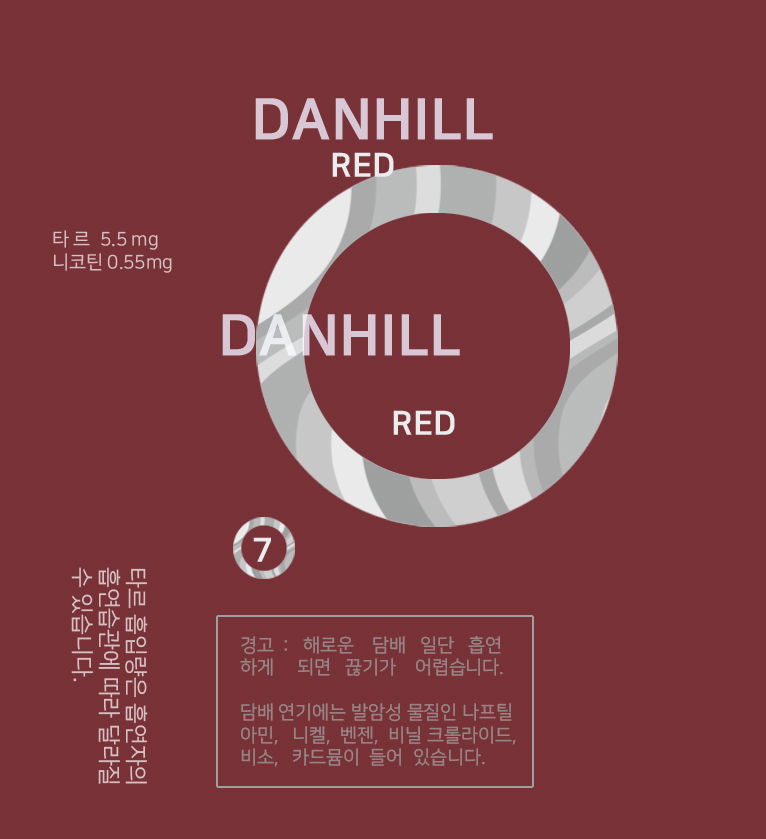 DANHILL
RED
타르 5.5 mg
니코틴 0.55mg
DANHILL
RED
7
타르 흡입량은 흡연자의
흡연습관에 따라 달라질
수 있습니다.
경고 : 해로운 담배 일단 흡연
하게 되면 끊기가 어렵습니다.
담배 연기에는 발암성 물질인 나프틸
아민, 니켈, 벤젠, 비닐 크롤라이드,
비소, 카드뮴이 들어 있습니다.